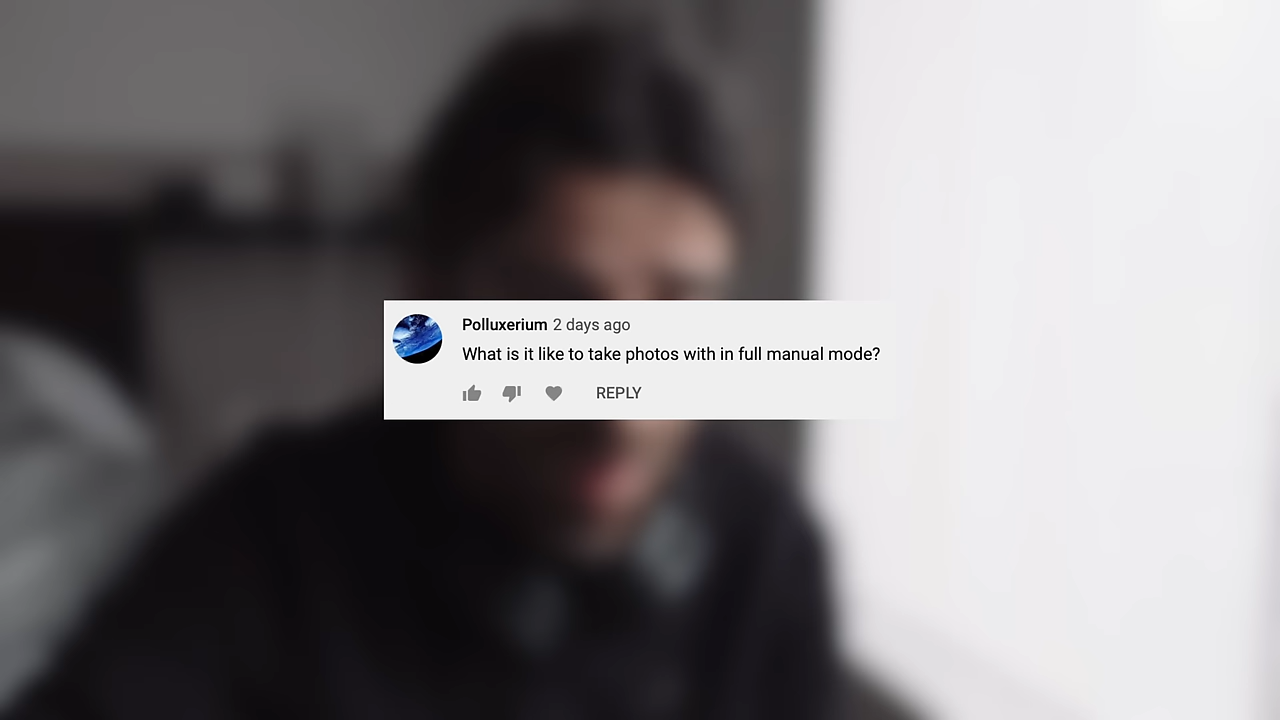 Polluxerium 2 days ago
What is it like to take photos with in full manual mode?
REPLY